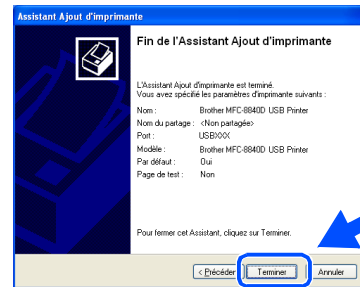 Assistant Ajout d'imprimante
Fin de l'Assistant Ajout d'imprimante
L'Assistant Ajout d'imprimante est terminé.
Vous avez spécifié les paramètres d'imprimante suivants :
Nom : Brother MFC-8840D USB Printer
Nom du partage : <Non partagée>
Port : USBXXX
Modèle : Brother MFC-8840D USB Printer
Par défaut : Oui
Page de test : Non
Pour fermer cet Assistant, cliquez sur Terminer.
< Précédent Terminer Annuler